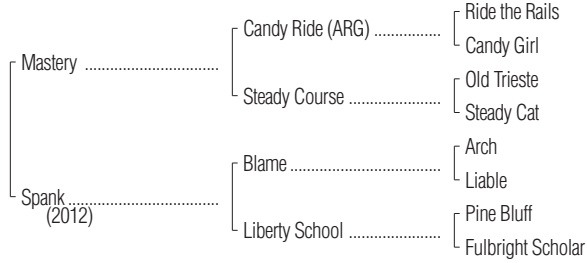 Ride the Rails
Candy Ride (ARG)
Candy Girl
Mastery
Old Trieste
Steady Course
Steady Cat
Arch
Blame
Liable
Spank
(2012)
Pine Bluff
Liberty School
Fulbright Scholar